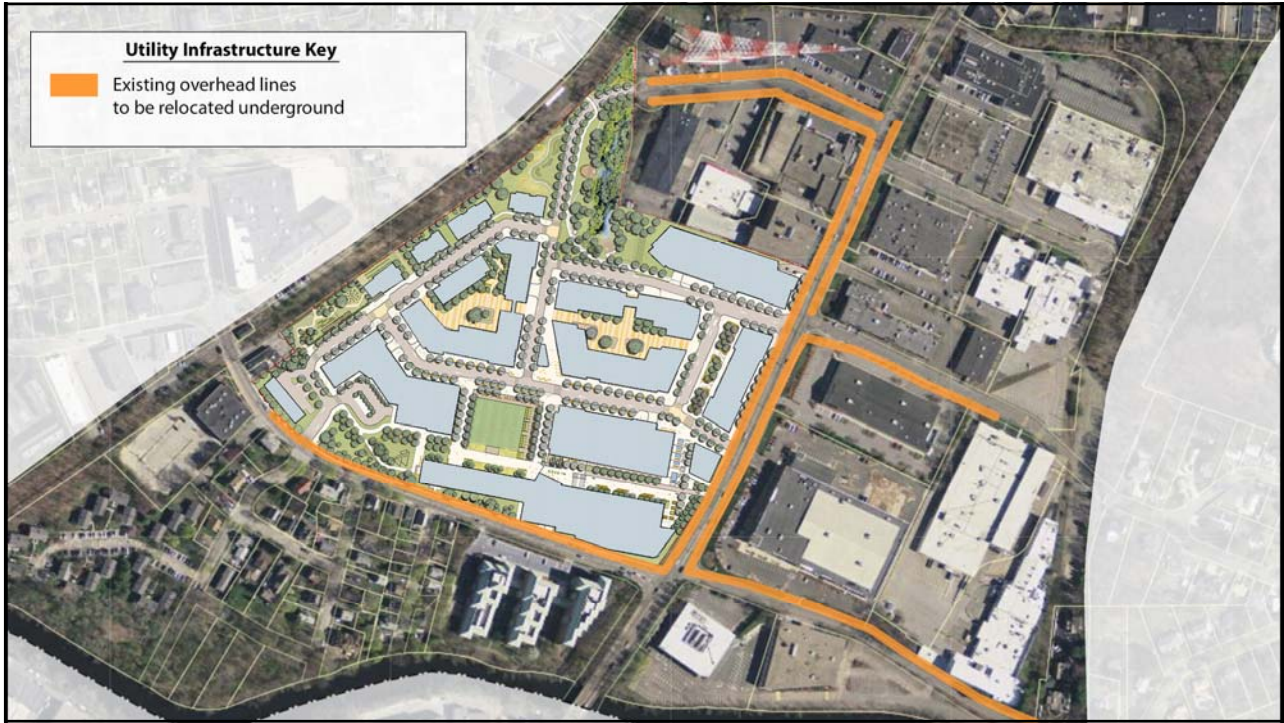 Utility Infrastructure Key
Existing overhead lines
to be relocated underground